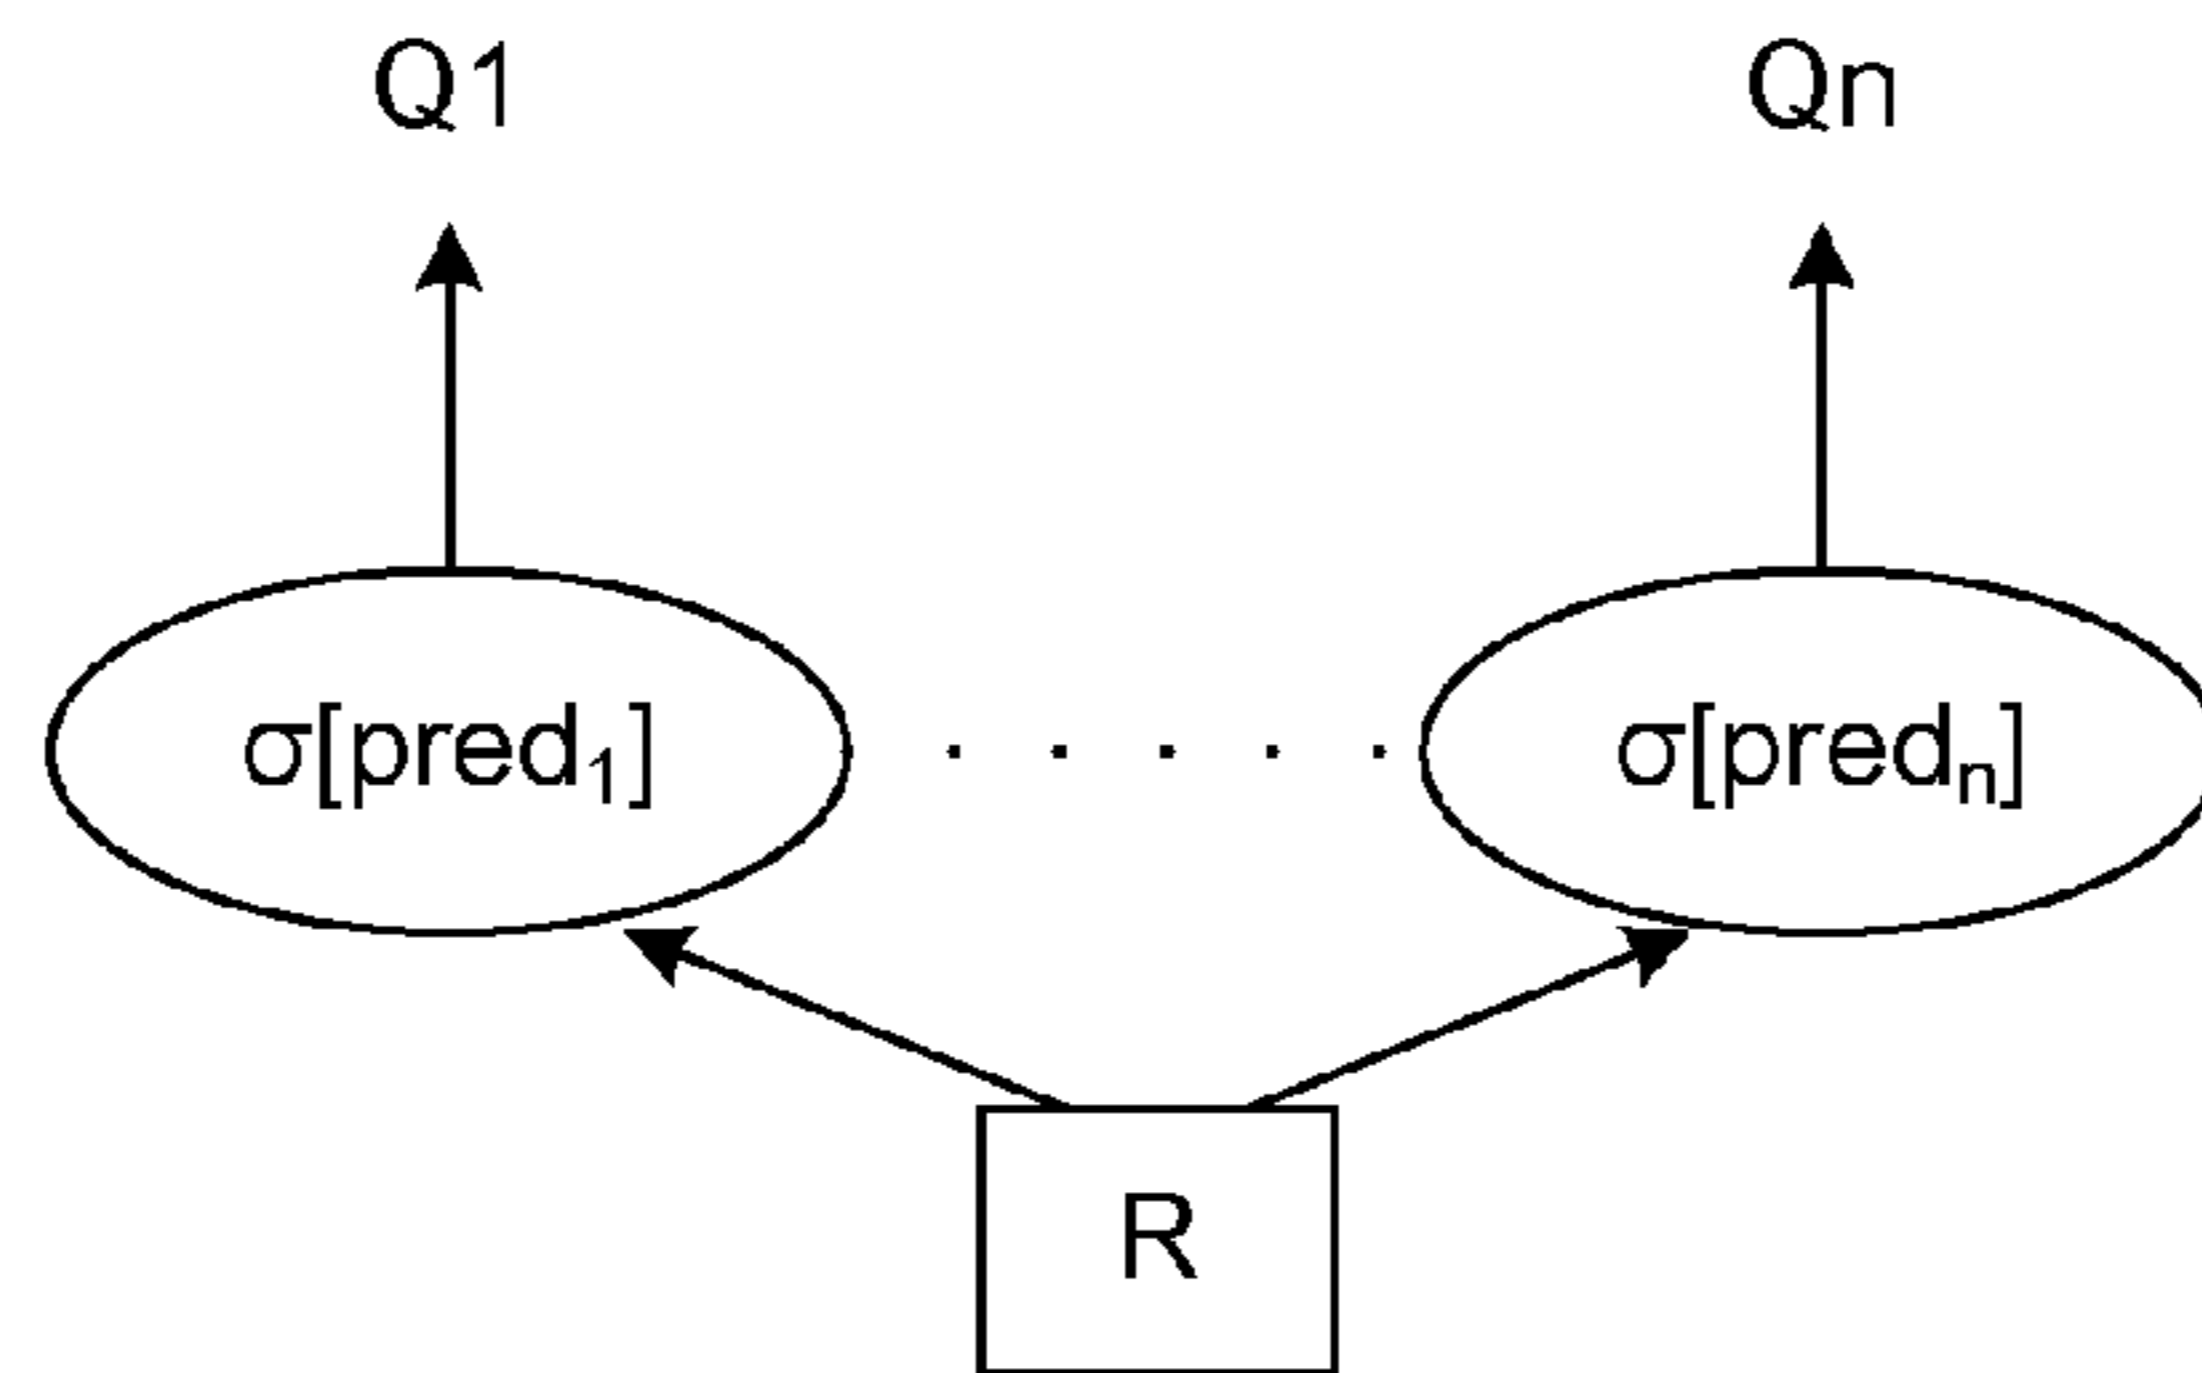 Q1 Qn
σ[pred₁] . . . . . σ[predₙ]
R